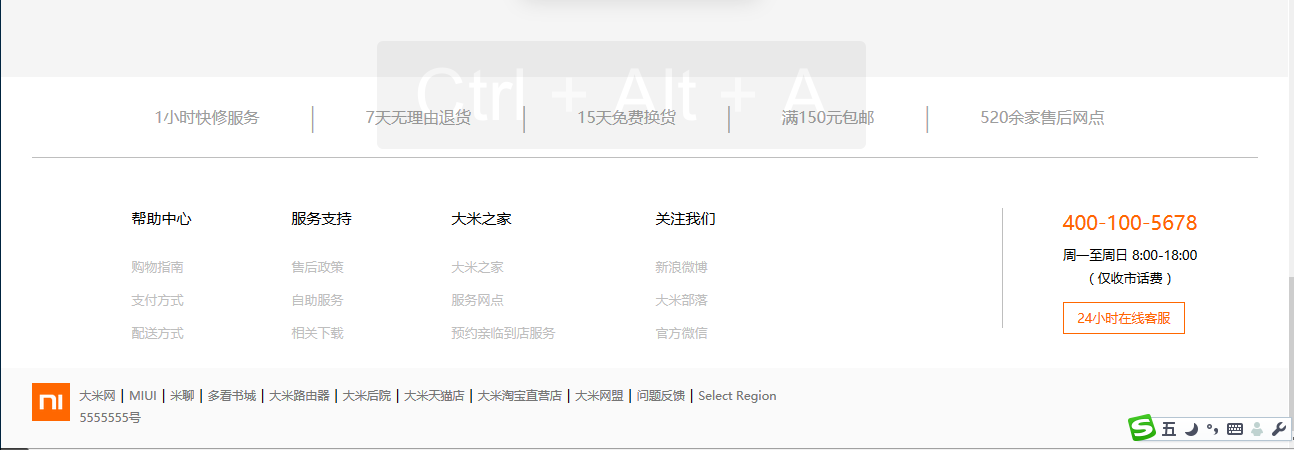 Ctrl + Alt + A
1小时快修服务 | 7天无理由退货 | 15天免费换货 | 满150元包邮 | 520余家售后网点
帮助中心 服务支持 大米之家 关注我们
400-100-5678
周一至周日 8:00-18:00
(仅收市话费)
24小时在线客服
购物指南 售后政策 大米之家 新浪微博
支付方式 自助服务 服务网点 大米部落
配送方式 相关下载 预约亲临到店服务 官方微信
大米网 | MIUI | 米聊 | 多看书城 | 大米路由器 | 大米后院 | 大米天猫店 | 大米淘宝直营店 | 大米网盟 | 问题反馈 | Select Region
5555555号
五